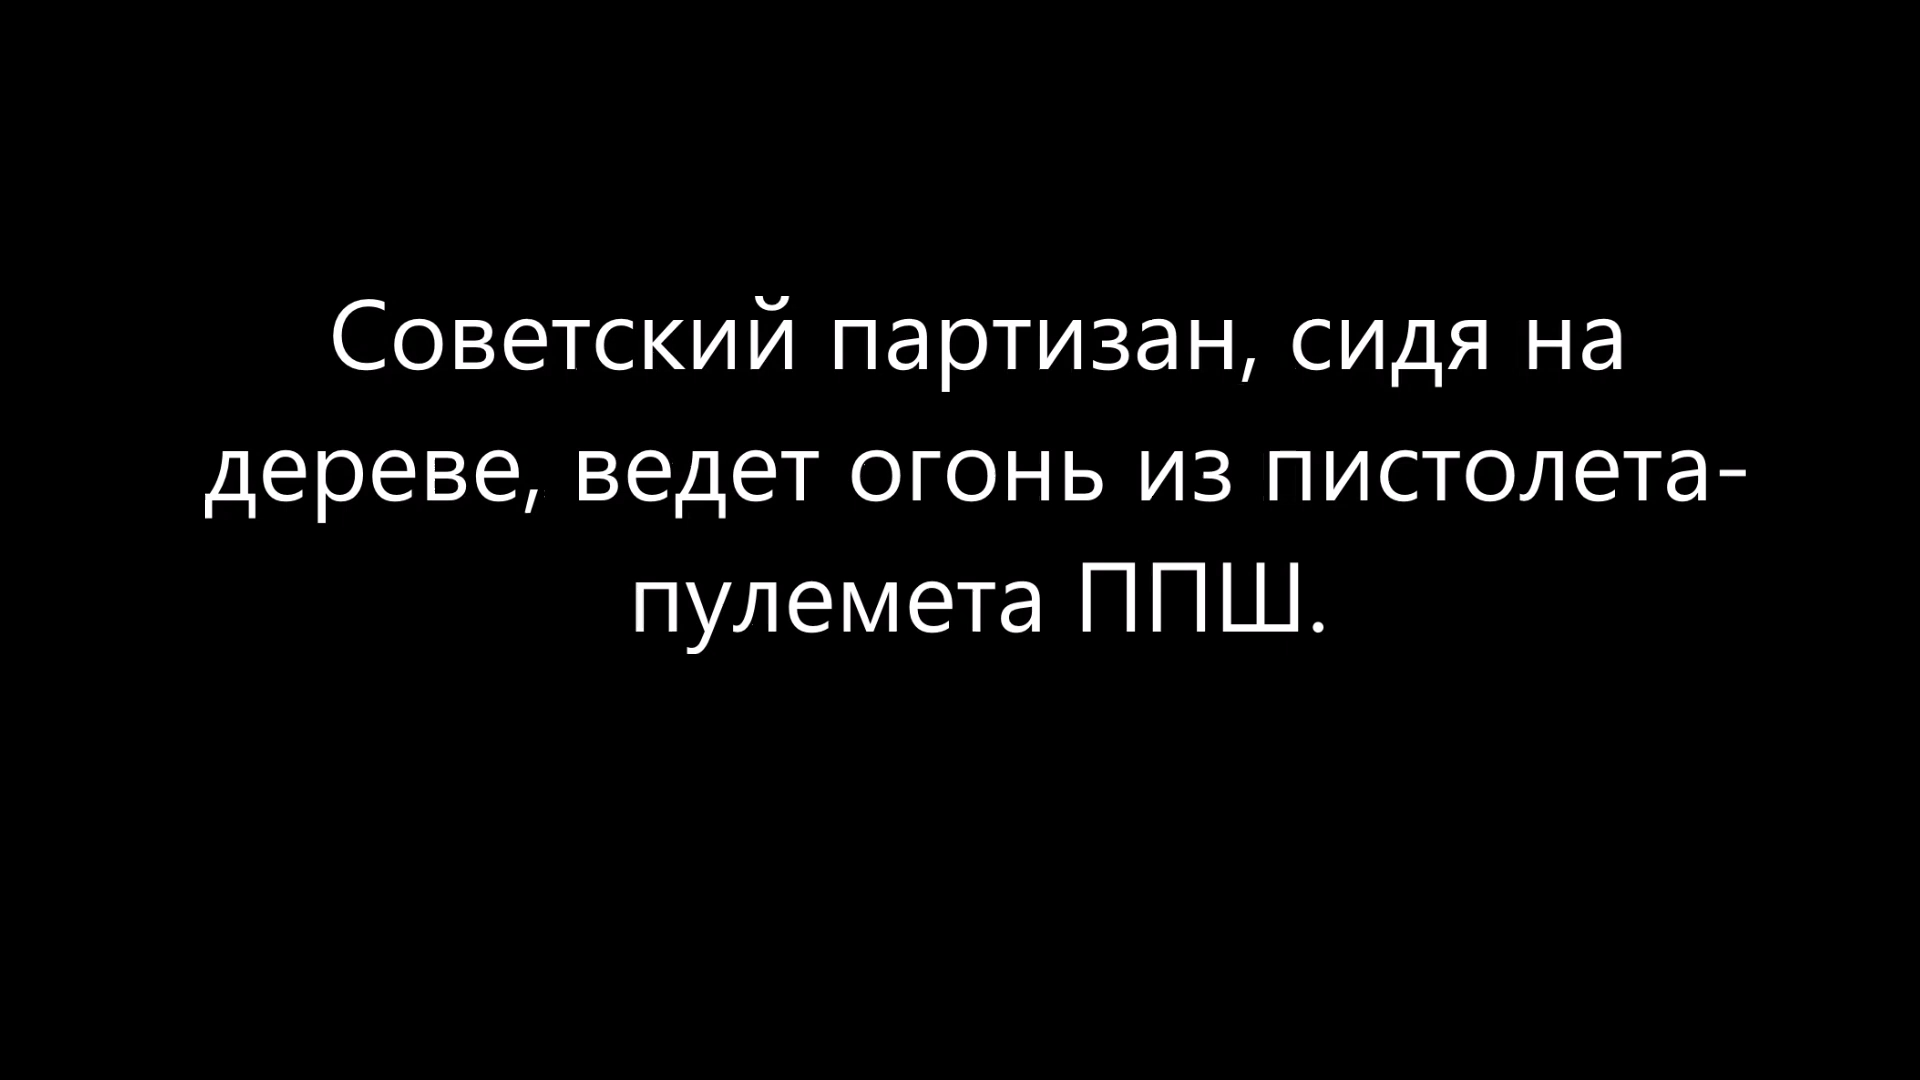 Советский партизан, сидя на
дереве, ведет огонь из пистолета-
пулемета ППШ.